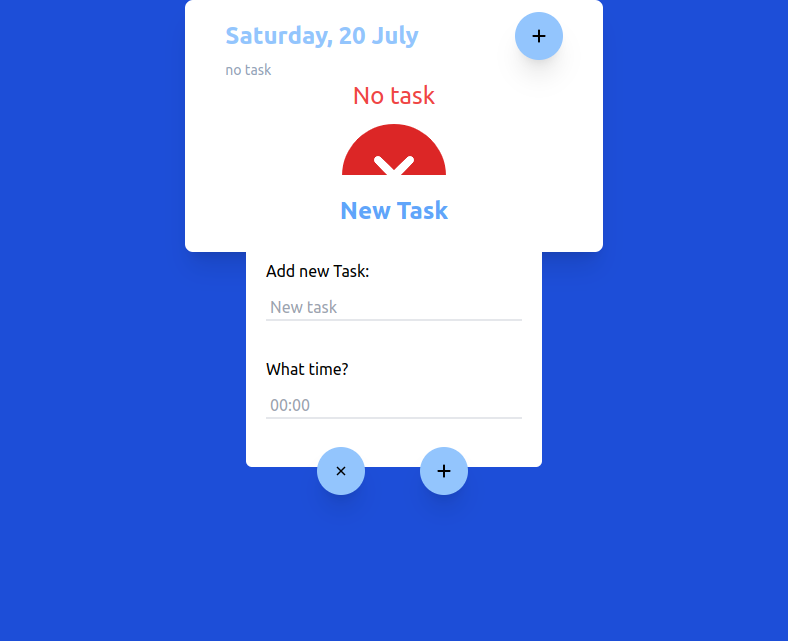 Saturday, 20 July
no task
No task
New Task
Add new Task:
New task
What time?
00:00